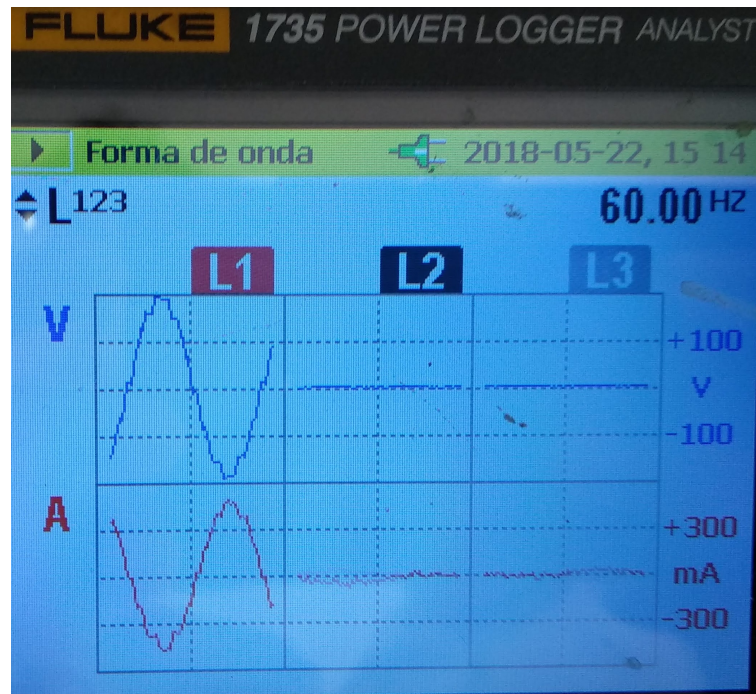 FLUKE 1735 POWER LOGGER ANALYST
Forma de onda 2018-05-22, 15 14
L123 60.00 HZ
L1 L2 L3
V
+100
V
-100
A
+300
mA
-300